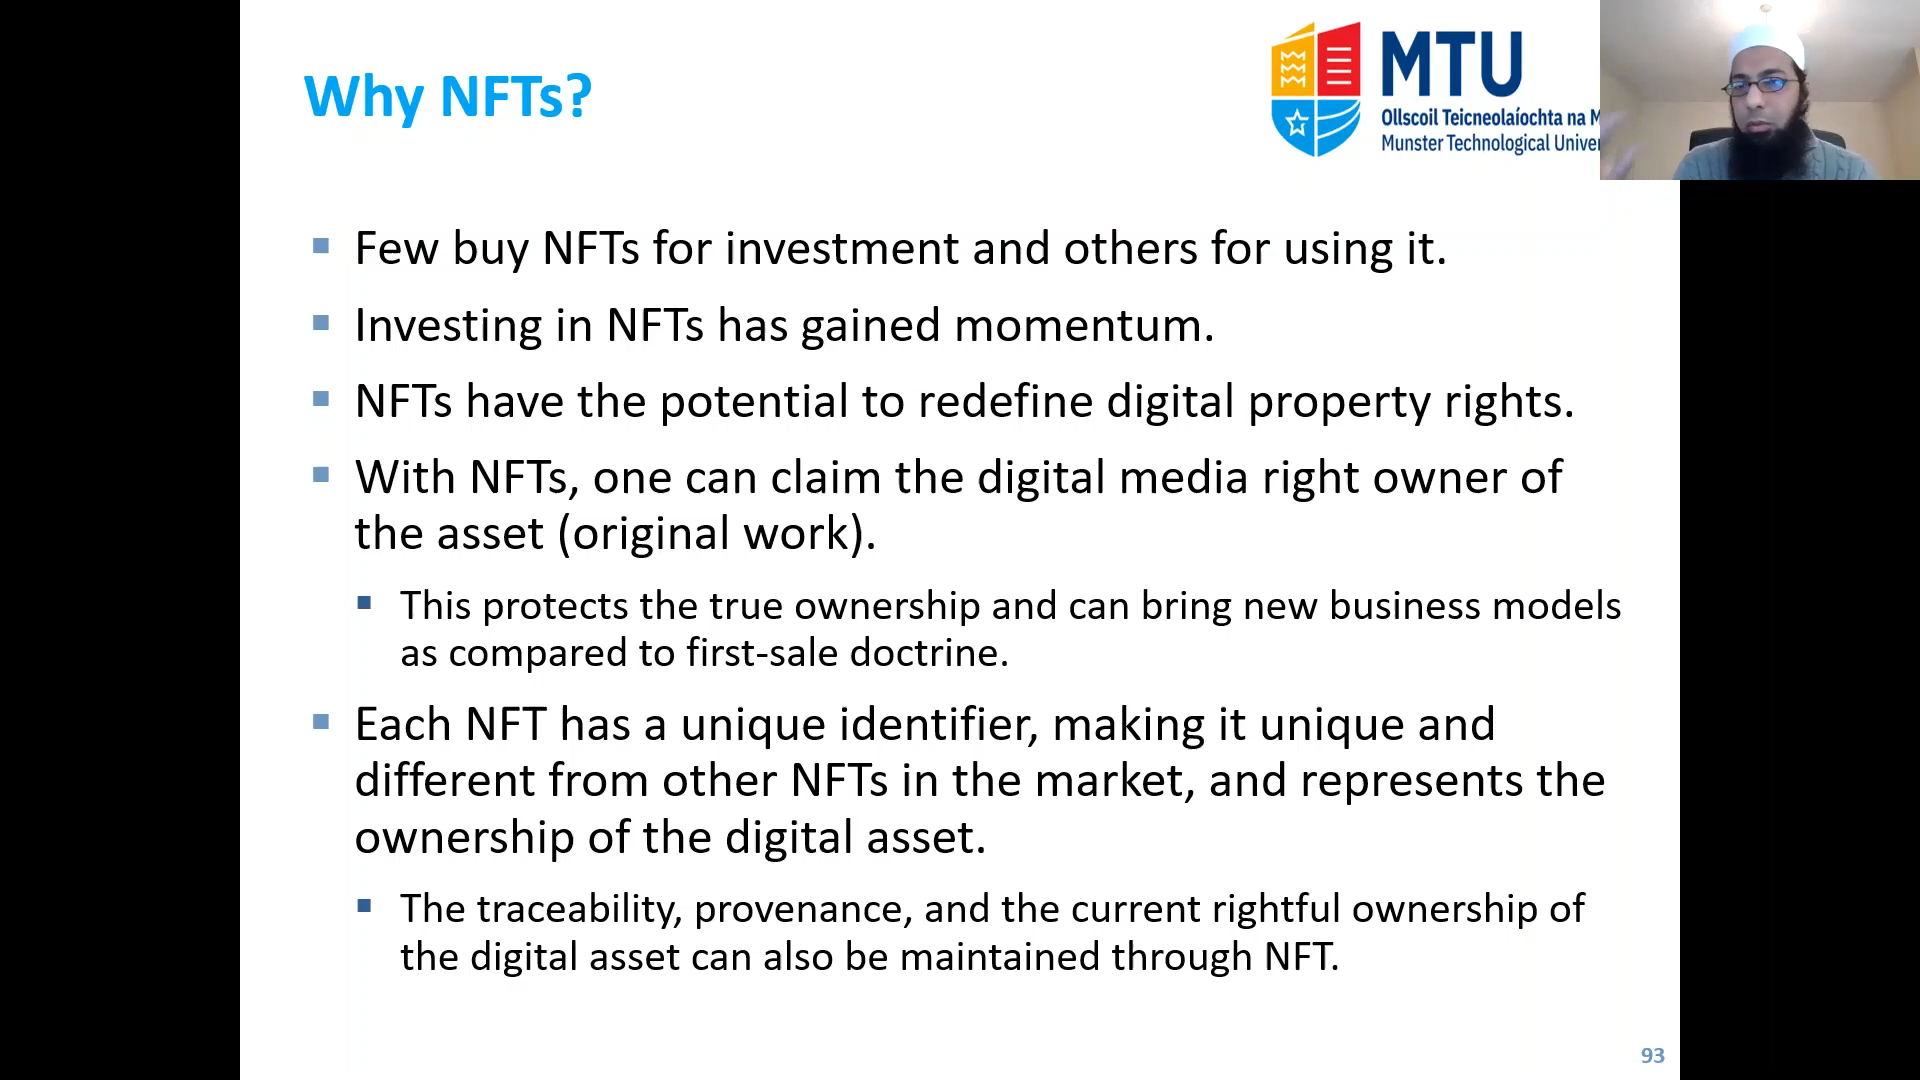 Why NFTs?
MTU
Ollscoil Teicneolaíochta na
Munster Technological
Few buy NFTs for investment and others for using it.
Investing in NFTs has gained momentum.
NFTs have the potential to redefine digital property rights.
With NFTs, one can claim the digital media right owner of
the asset (original work).
This protects the true ownership and can bring new business models
as compared to first-sale doctrine.
Each NFT has a unique identifier, making it unique and
different from other NFTs in the market, and represents the
ownership of the digital asset.
The traceability, provenance, and the current rightful ownership of
the digital asset can also be maintained through NFT.
93